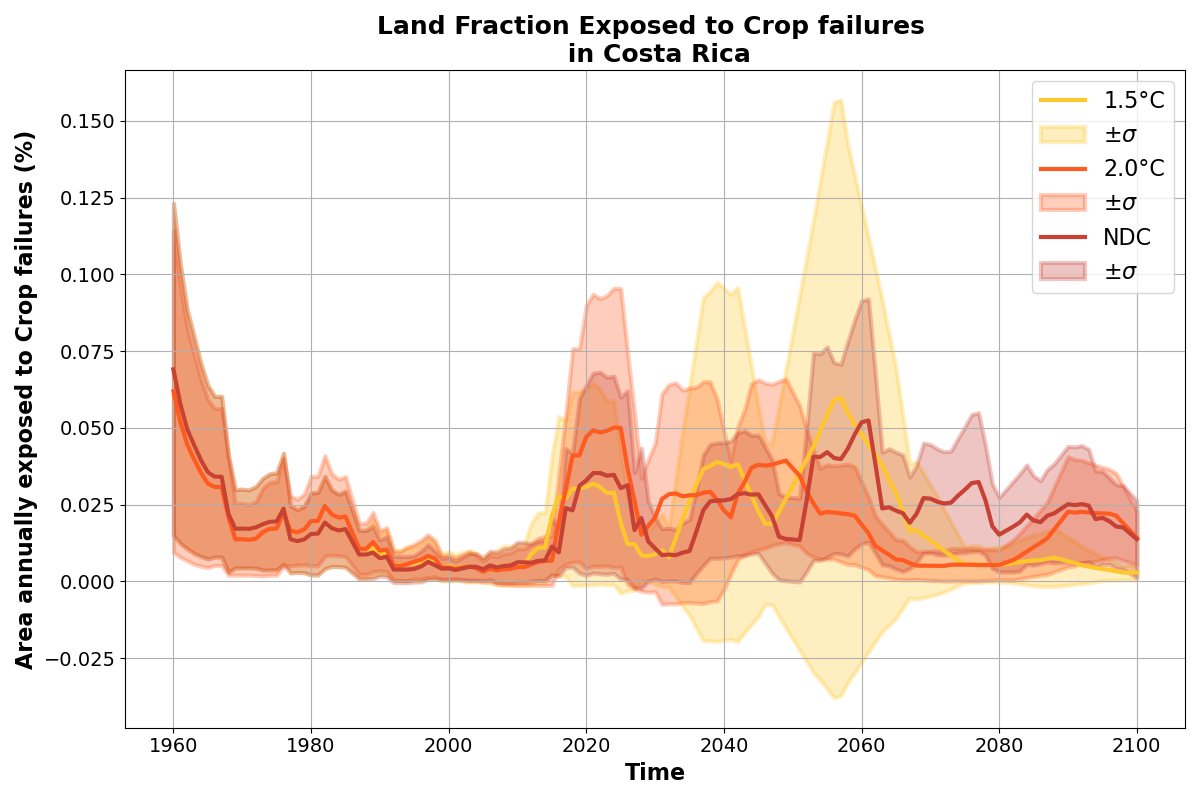 Land Fraction Exposed to Crop failures
in Costa Rica
Area annually exposed to Crop failures (%)
0.150
0.125
0.100
0.075
0.050
0.025
0.000
−0.025
1960
1980
2000
2020
2040
2060
2080
2100
Time
1.5°C
±σ
2.0°C
±σ
NDC
±σ